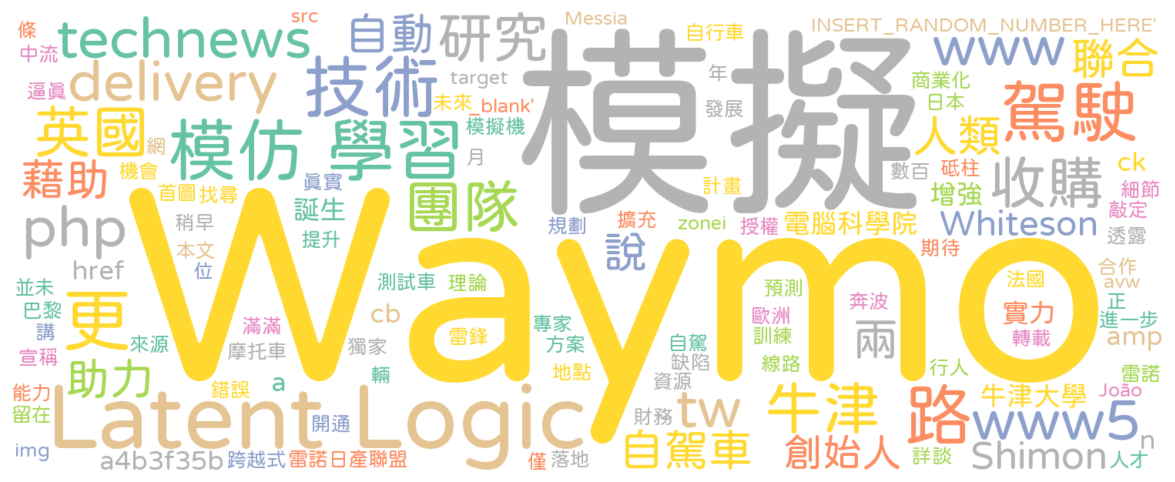 條
src
Messia
INSERT_RANDOM_NUMBER_HERE'
中流
technews
自動
研究
自行車
www
聯合
逼真
delivery
技術
target
模擬
年
商業化
駕駛
未來
_blank'
發展
日本
英國
網
模仿
學習
模擬機
月
人類
藉助
機會
數百
砥柱
收購
ck
首圖
找尋
真實
團隊
計畫
增強
細節
php
稍早
誕生
規劃
擴充
zonei
授權
電腦科學院
Whiteson
敲定
本文
提升
說
期待
透露
href
位
Waymo
測試車
理論
預測
奔波
法國
合作
avw
並未
更
巴黎
滿滿
cb
歐洲
兩
實力
正
講
來源
雷鋒
專家
訓練
轉載
進一步
宣稱
摩托車
獨家
方案
自駕
amp
助力
a
輛
地點
缺陷
線路
行人
雷諾
能力
錯誤
資源
留在
Latent Logic
開通
財務
tw
牛津
路
www5
牛津大學
João
img
自駕車
創始人
詳談
Shimon
n
a4b3f35b
跨越式
雷諾日產聯盟
僅
落地
人才